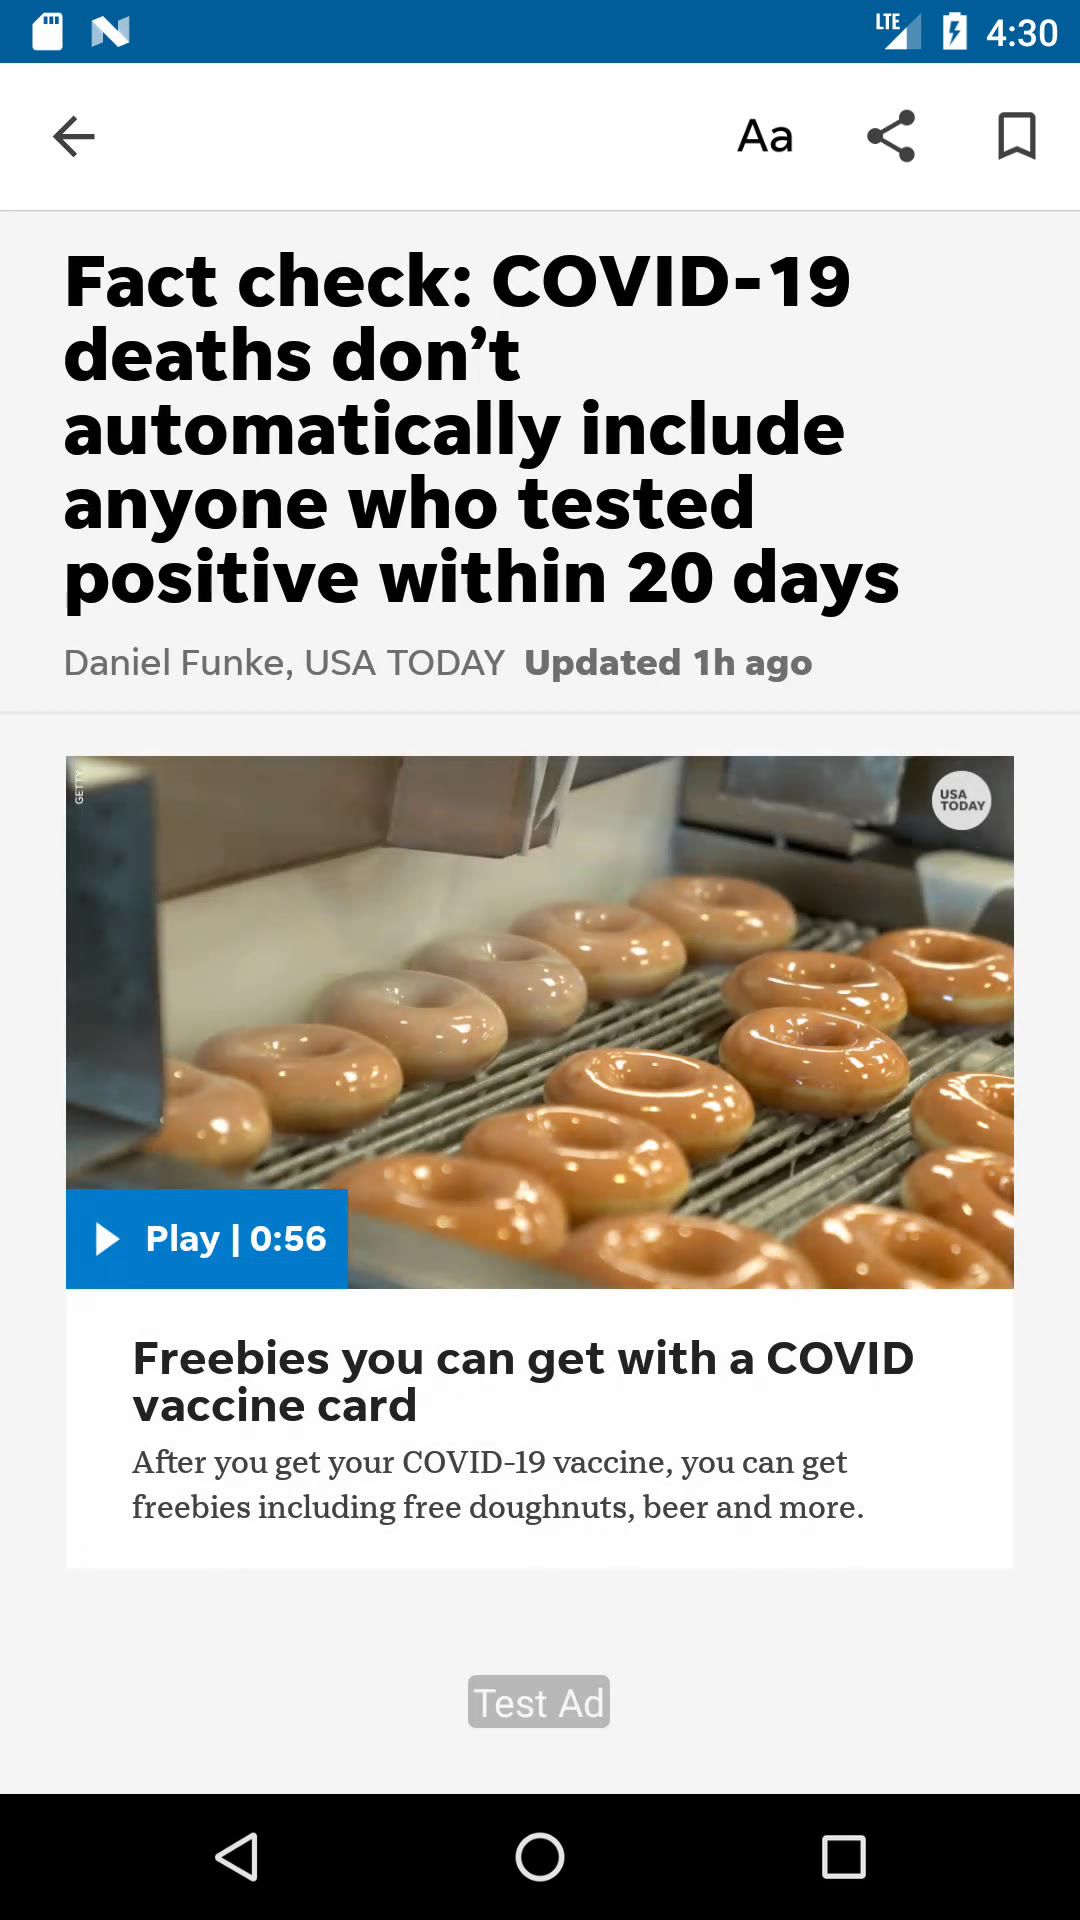 LTE 4:30
Aa
Fact check: COVID-19
deaths don’t
automatically include
anyone who tested
positive within 20 days
Daniel Funke, USA TODAY Updated 1h ago
GETTY
USA
TODAY
Play | 0:56
Freebies you can get with a COVID
vaccine card
After you get your COVID-19 vaccine, you can get
freebies including free doughnuts, beer and more.
Test Ad